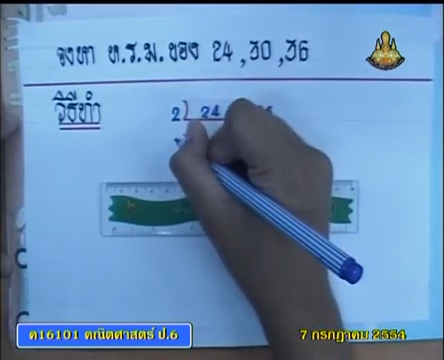 จงหา ห.ร.ม. ของ 24 , 30 , 36
วิธีทำ
2 ) 24
ค16101 คณิตศาสตร์ ป.6
7 กรกฎาคม 2554